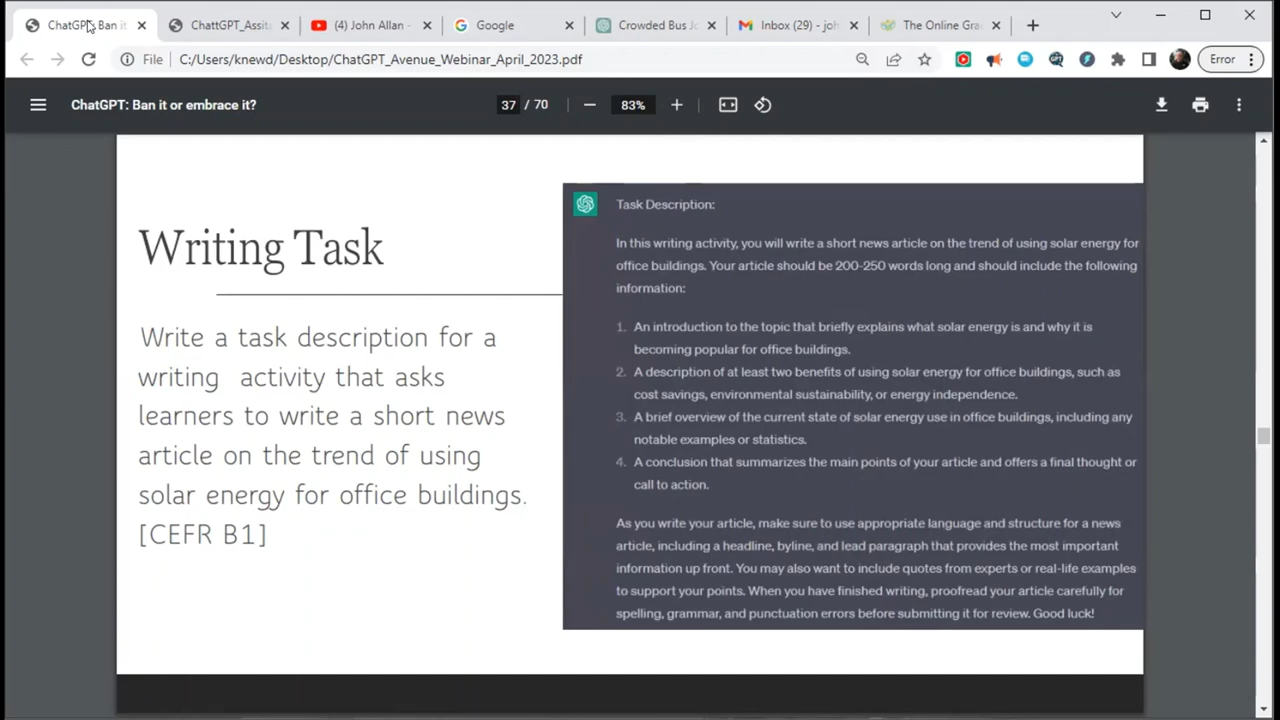 ChatGPT: Ban it
ChattGPT_Assita
(4) John Allan -
Google
Crowded Bus Jo
Inbox (29) - joh
The Online Gra
File
C:/Users/knewd/Desktop/ChatGPT_Avenue_Webinar_April_2023.pdf
Error
ChatGPT: Ban it or embrace it?
37 / 70
83%
Writing Task
Write a task description for a
writing activity that asks
learners to write a short news
article on the trend of using
solar energy for office buildings.
[CEFR B1]
Task Description:
In this writing activity, you will write a short news article on the trend of using solar energy for
office buildings. Your article should be 200-250 words long and should include the following
information:
1. An introduction to the topic that briefly explains what solar energy is and why it is
becoming popular for office buildings.
2. A description of at least two benefits of using solar energy for office buildings, such as
cost savings, environmental sustainability, or energy independence.
3. A brief overview of the current state of solar energy use in office buildings, including any
notable examples or statistics.
4. A conclusion that summarizes the main points of your article and offers a final thought or
call to action.
As you write your article, make sure to use appropriate language and structure for a news
article, including a headline, byline, and lead paragraph that provides the most important
information up front. You may also want to include quotes from experts or real-life examples
to support your points. When you have finished writing, proofread your article carefully for
spelling, grammar, and punctuation errors before submitting it for review. Good luck!